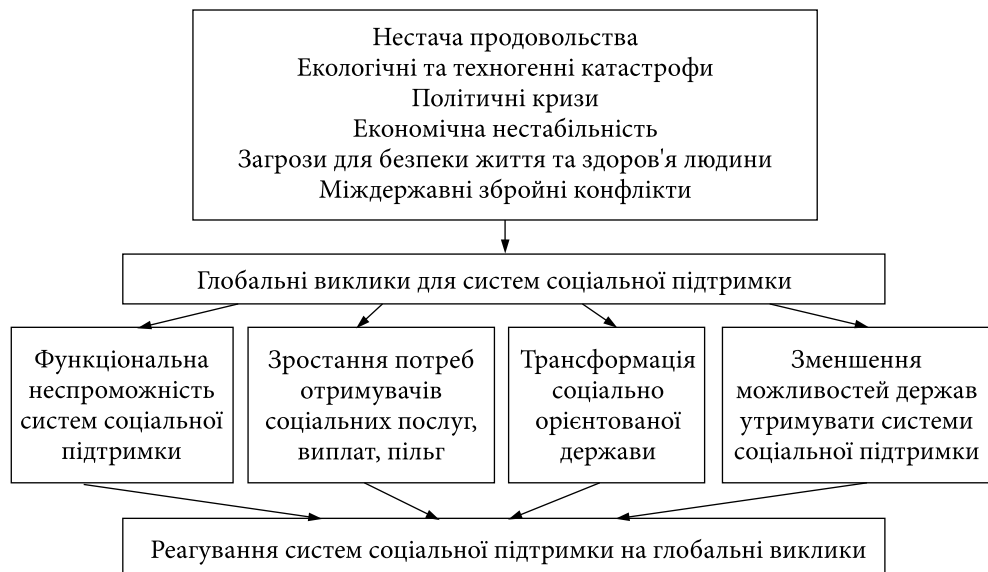 Нестача продовольства
Екологічні та техногенні катастрофи
Політичні кризи
Економічна нестабільність
Загрози для безпеки життя та здоров'я людини
Міждержавні збройні конфлікти
Глобальні виклики для систем соціальної підтримки
Функціональна
неспроможність
систем соціальної
підтримки
Зростання потреб
отримувачів
соціальних послуг,
виплат, пільг
Трансформація
соціально
орієнтованої
держави
Зменшення
можливостей держав
утримувати системи
соціальної підтримки
Реагування систем соціальної підтримки на глобальні виклики